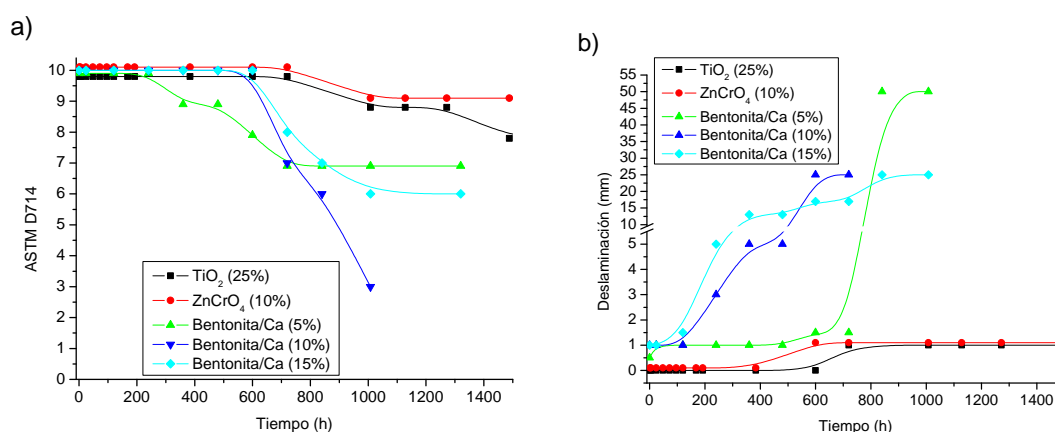 a)
ASTM D714
10
9
8
7
6
5
4
3
2
1
0
TiO2 (25%)
ZnCrO4 (10%)
Bentonita/Ca (5%)
Bentonita/Ca (10%)
Bentonita/Ca (15%)
0 200 400 600 800 1000 1200 1400
Tiempo (h)
b)
Deslaminación (mm)
55
50
45
40
35
30
25
20
15
10
5
4
3
2
1
0
TiO2 (25%)
ZnCrO4 (10%)
Bentonita/Ca (5%)
Bentonita/Ca (10%)
Bentonita/Ca (15%)
0 200 400 600 800 1000 1200 1400
Tiempo (h)